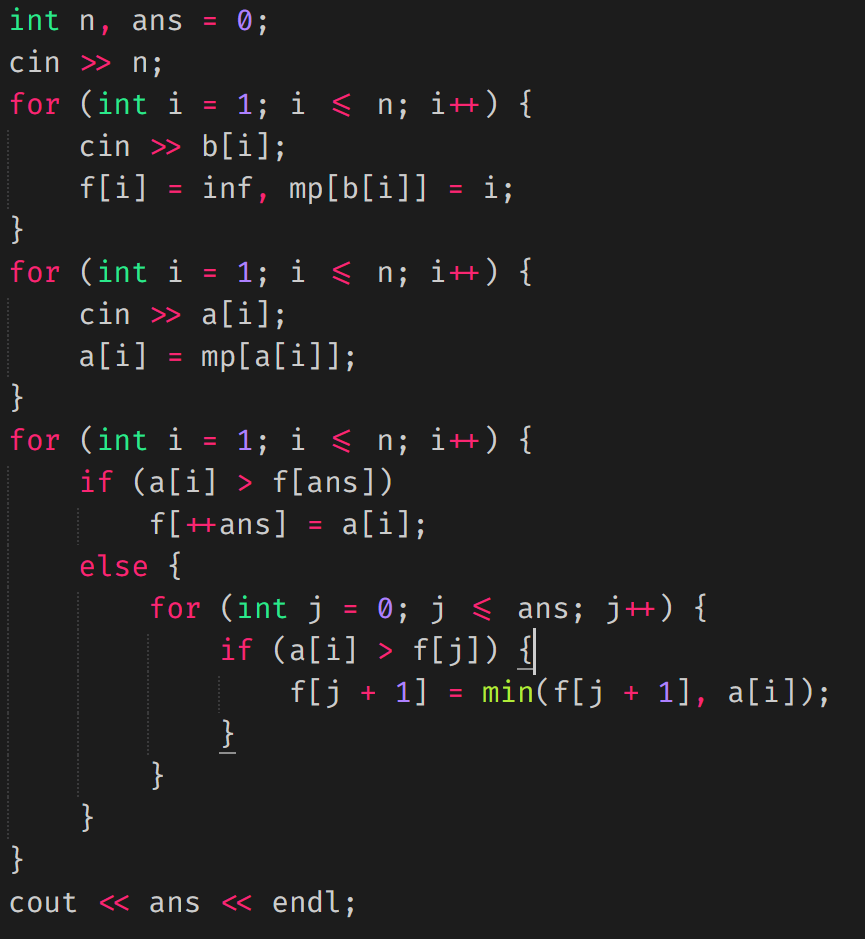 int n, ans = 0;
cin >> n;
for (int i = 1; i <= n; i++) {
    cin >> b[i];
    f[i] = inf, mp[b[i]] = i;
}
for (int i = 1; i <= n; i++) {
    cin >> a[i];
    a[i] = mp[a[i]];
}
for (int i = 1; i <= n; i++) {
    if (a[i] > f[ans])
        f[++ans] = a[i];
    else {
        for (int j = 0; j <= ans; j++) {
            if (a[i] > f[j]) {
                f[j + 1] = min(f[j + 1], a[i]);
            }
        }
    }
}
cout << ans << endl;